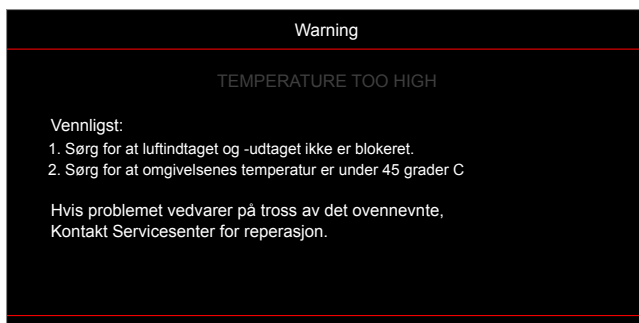 Warning
TEMPERATURE TOO HIGH
Vennligst:
1. Sørg for at luftindtaget og -udtaget ikke er blokeret.
2. Sørg for at omgivelsenes temperatur er under 45 grader C
Hvis problemet vedvarer på tross av det ovennevnte,
Kontakt Servicesenter for reperasjon.